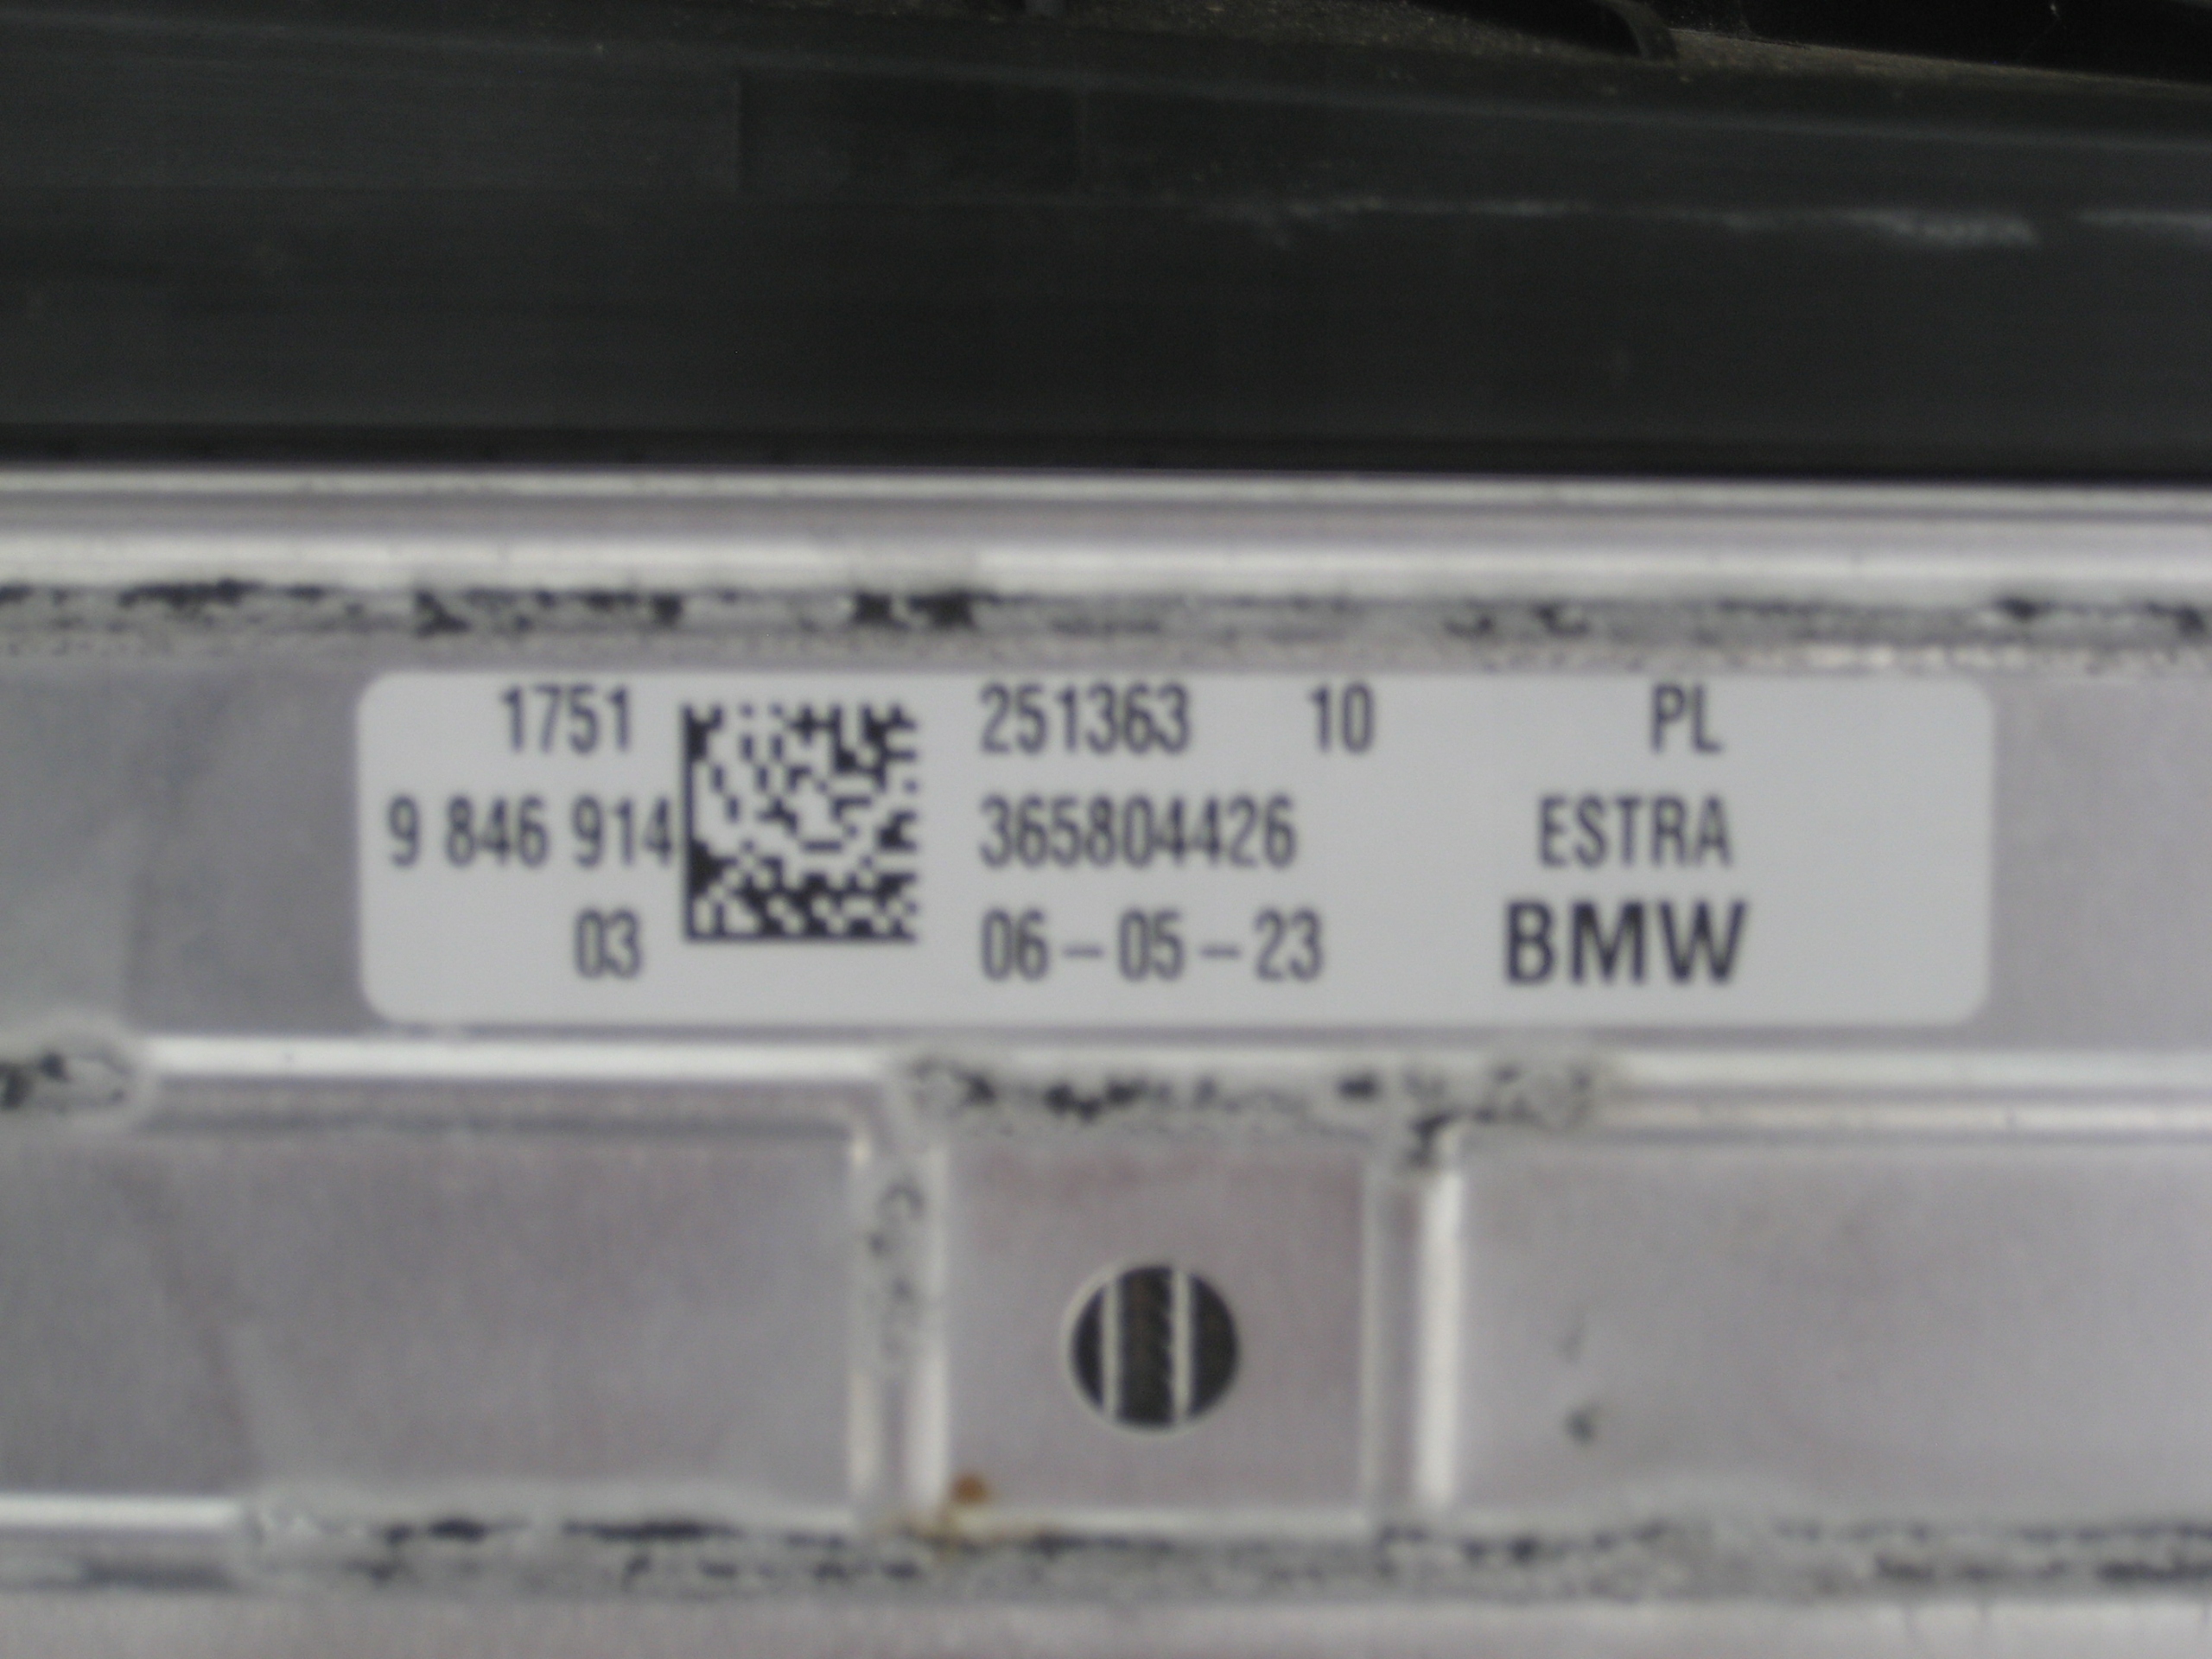 1751 251363 10 PL
9 846 914 365804426 ESTRA
03 06-05-23 BMW